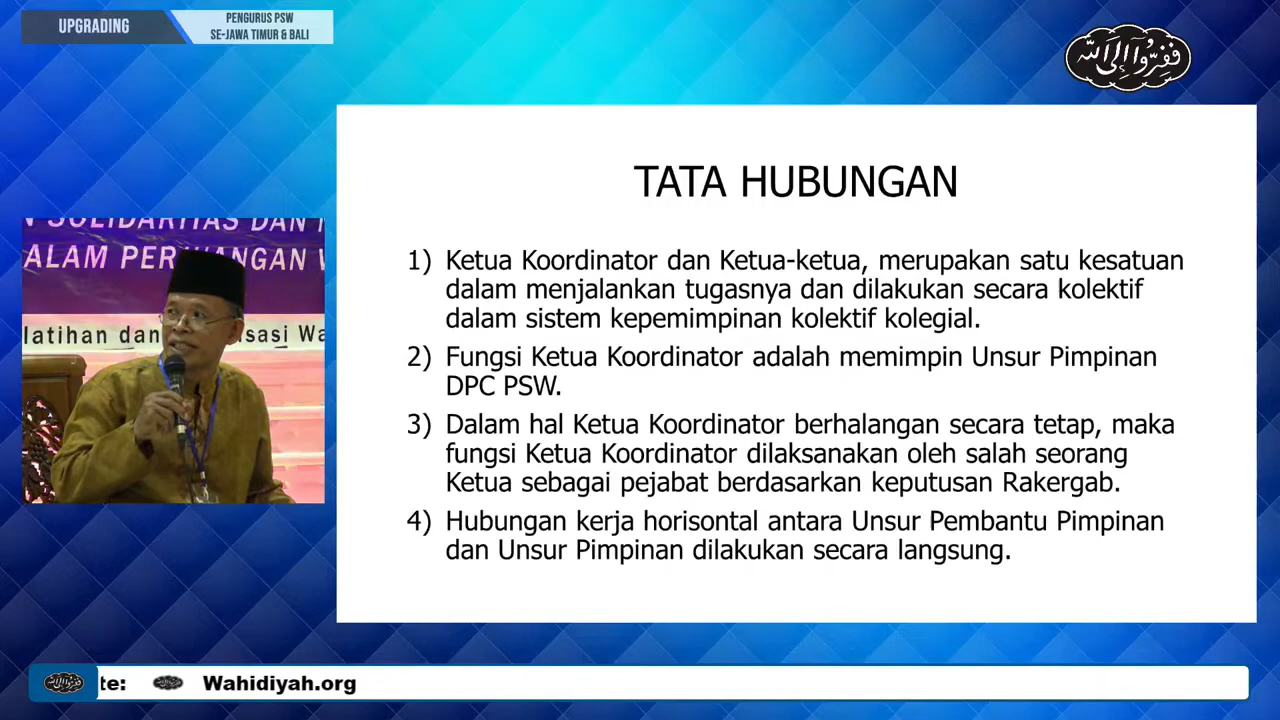 UPGRADING
PENGURUS PSW
SE-JAWA TIMUR & BALI
فَفِرُّوٓا إِلَى اللّٰه
TATA HUBUNGAN
1) Ketua Koordinator dan Ketua-ketua, merupakan satu kesatuan
dalam menjalankan tugasnya dan dilakukan secara kolektif
dalam sistem kepemimpinan kolektif kolegial.
2) Fungsi Ketua Koordinator adalah memimpin Unsur Pimpinan
DPC PSW.
3) Dalam hal Ketua Koordinator berhalangan secara tetap, maka
fungsi Ketua Koordinator dilaksanakan oleh salah seorang
Ketua sebagai pejabat berdasarkan keputusan Rakergab.
4) Hubungan kerja horisontal antara Unsur Pembantu Pimpinan
dan Unsur Pimpinan dilakukan secara langsung.
SOLIDARITAS DAN
ALAM
latihan dan
فَفِرُّوٓا إِلَى اللّٰه te: فَفِرُّوٓا إِلَى اللّٰه Wahidiyah.org